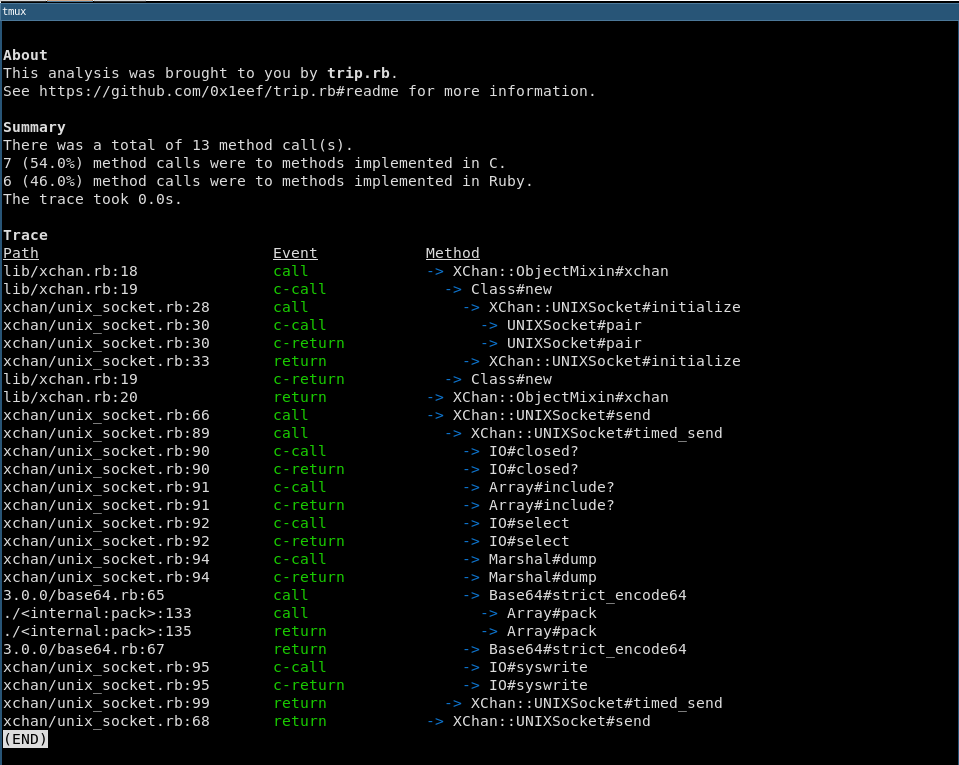 tmux
About
This analysis was brought to you by trip.rb.
See https://github.com/0x1eef/trip.rb#readme for more information.
Summary
There was a total of 13 method call(s).
7 (54.0%) method calls were to methods implemented in C.
6 (46.0%) method calls were to methods implemented in Ruby.
The trace took 0.0s.
Trace
Path Event Method
lib/xchan.rb:18 call -> XChan::ObjectMixin#xchan
lib/xchan.rb:19 c-call -> Class#new
xchan/unix_socket.rb:28 call -> XChan::UNIXSocket#initialize
xchan/unix_socket.rb:30 c-call -> UNIXSocket#pair
xchan/unix_socket.rb:30 c-return -> UNIXSocket#pair
xchan/unix_socket.rb:33 return -> XChan::UNIXSocket#initialize
lib/xchan.rb:19 c-return -> Class#new
lib/xchan.rb:20 return -> XChan::ObjectMixin#xchan
xchan/unix_socket.rb:66 call -> XChan::UNIXSocket#send
xchan/unix_socket.rb:89 call -> XChan::UNIXSocket#timed_send
xchan/unix_socket.rb:90 c-call -> IO#closed?
xchan/unix_socket.rb:90 c-return -> IO#closed?
xchan/unix_socket.rb:91 c-call -> Array#include?
xchan/unix_socket.rb:91 c-return -> Array#include?
xchan/unix_socket.rb:92 c-call -> IO#select
xchan/unix_socket.rb:92 c-return -> IO#select
xchan/unix_socket.rb:94 c-call -> Marshal#dump
xchan/unix_socket.rb:94 c-return -> Marshal#dump
3.0.0/base64.rb:65 call -> Base64#strict_encode64
./<internal:pack>:133 call -> Array#pack
./<internal:pack>:135 return -> Array#pack
3.0.0/base64.rb:67 return -> Base64#strict_encode64
xchan/unix_socket.rb:95 c-call -> IO#syswrite
xchan/unix_socket.rb:95 c-return -> IO#syswrite
xchan/unix_socket.rb:99 return -> XChan::UNIXSocket#timed_send
xchan/unix_socket.rb:68 return -> XChan::UNIXSocket#send
(END)